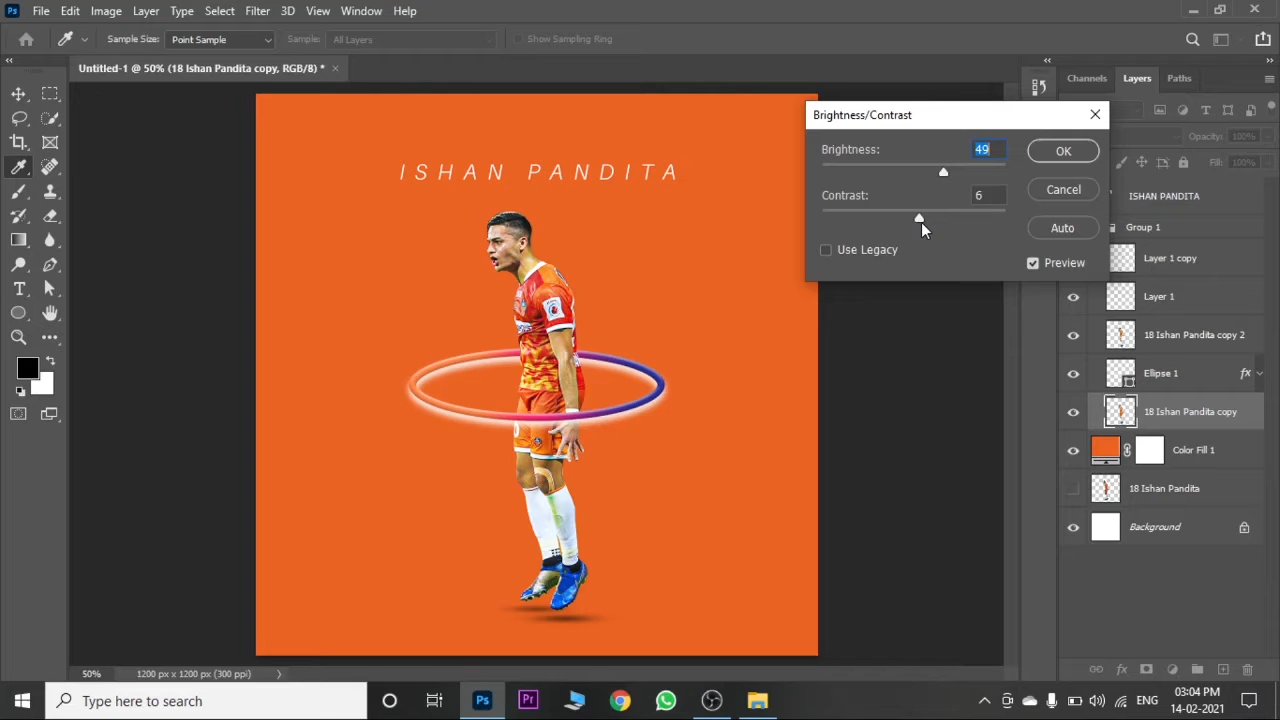 Ps File Edit Image Layer Type Select Filter 3D View Window Help
Sample Size: Point Sample Sample: All Layers Show Sampling Ring
Untitled-1 @ 50% (18 Ishan Pandita copy, RGB/8) * ×
Channels Layers Paths
Brightness/Contrast
Brightness: 49
OK
Contrast: 6
Cancel
Auto
Use Legacy
Preview
Opacity: 100%
Fill: 100%
ISHAN PANDITA
ISHAN PANDITA
Group 1
Layer 1 copy
Layer 1
18 Ishan Pandita copy 2
Ellipse 1 fx
18 Ishan Pandita copy
Color Fill 1
18 Ishan Pandita
Background
50% 1200 px x 1200 px (300 ppi)
Type here to search
Ps Pr
ENG
03:04 PM
14-02-2021